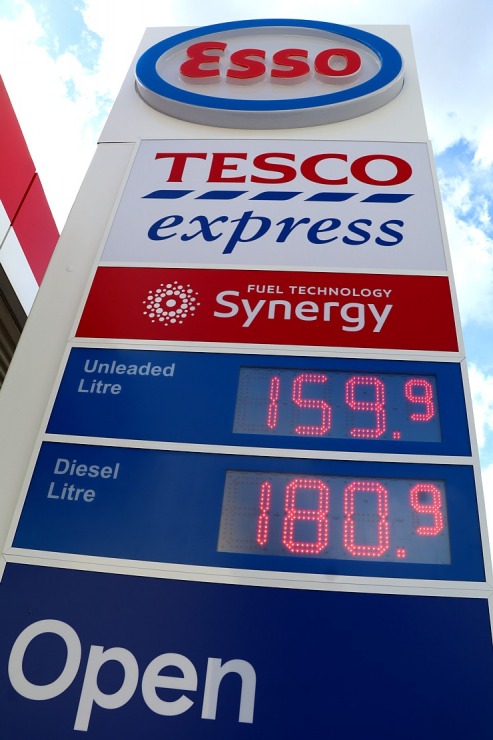 Esso
TESCO
express
FUEL TECHNOLOGY
Synergy
Unleaded
Litre
159.9
Diesel
Litre
180.9
Open